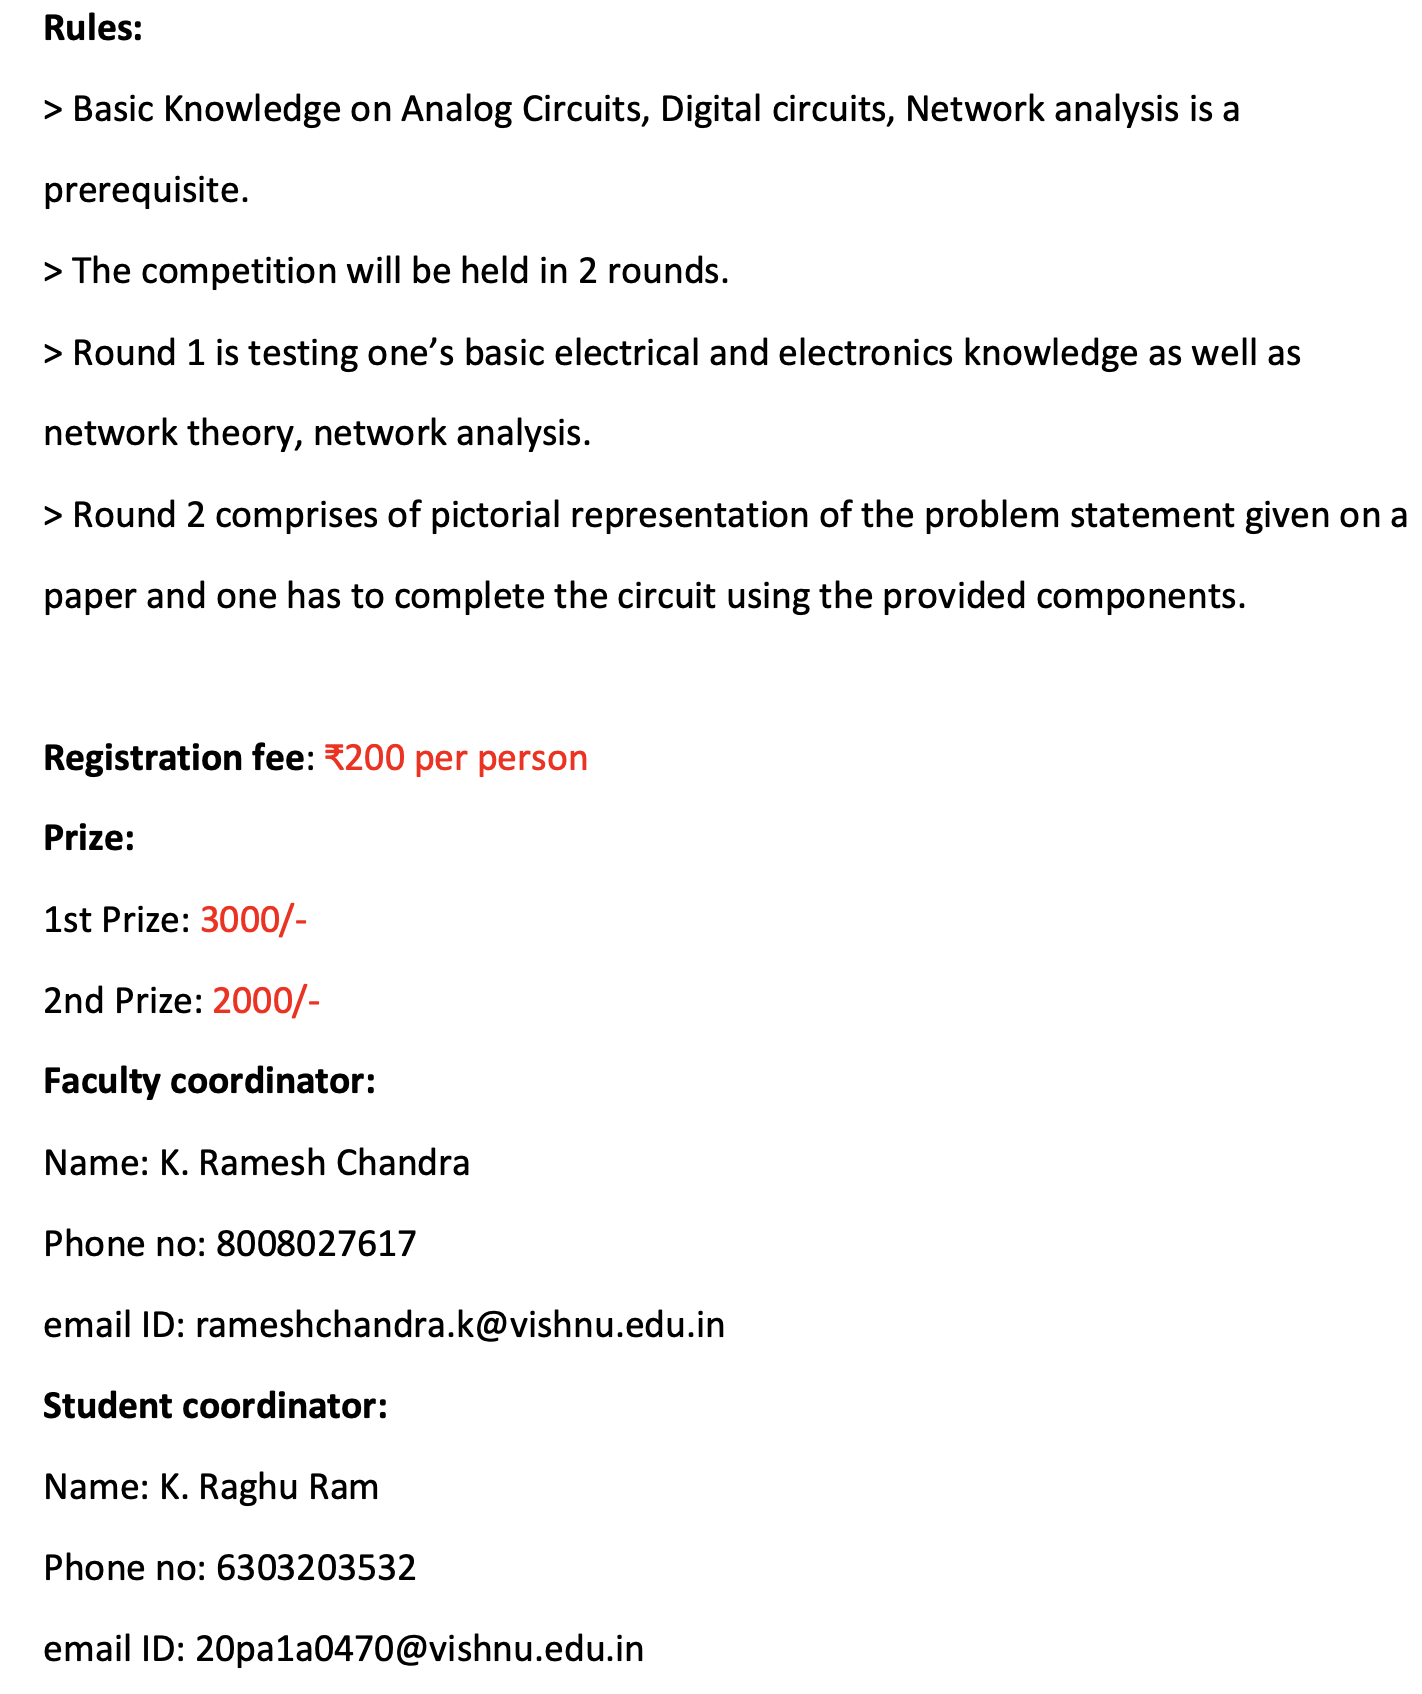 Rules:
> Basic Knowledge on Analog Circuits, Digital circuits, Network analysis is a
prerequisite.
> The competition will be held in 2 rounds.
> Round 1 is testing one’s basic electrical and electronics knowledge as well as
network theory, network analysis.
> Round 2 comprises of pictorial representation of the problem statement given on a
paper and one has to complete the circuit using the provided components.
Registration fee: ₹200 per person
Prize:
1st Prize: 3000/-
2nd Prize: 2000/-
Faculty coordinator:
Name: K. Ramesh Chandra
Phone no: 8008027617
email ID: rameshchandra.k@vishnu.edu.in
Student coordinator:
Name: K. Raghu Ram
Phone no: 6303203532
email ID: 20pa1a0470@vishnu.edu.in